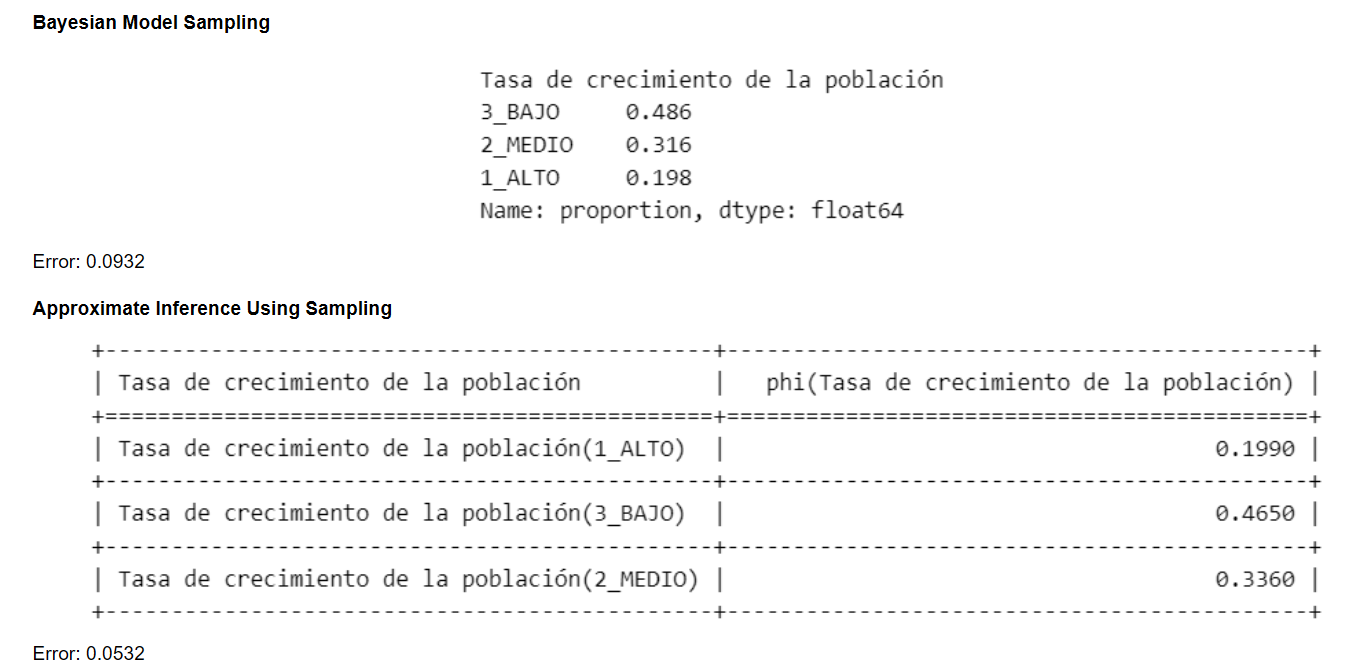 Bayesian Model Sampling
Tasa de crecimiento de la población
3_BAJO 0.486
2_MEDIO 0.316
1_ALTO 0.198
Name: proportion, dtype: float64
Error: 0.0932
Approximate Inference Using Sampling
+----------------------------------------------+--------------------------------------------+
| Tasa de crecimiento de la población | phi(Tasa de crecimiento de la población) |
+==============================================+============================================+
| Tasa de crecimiento de la población(1_ALTO) | 0.1990 |
+----------------------------------------------+--------------------------------------------+
| Tasa de crecimiento de la población(3_BAJO) | 0.4650 |
+----------------------------------------------+--------------------------------------------+
| Tasa de crecimiento de la población(2_MEDIO) | 0.3360 |
+----------------------------------------------+--------------------------------------------+
Error: 0.0532